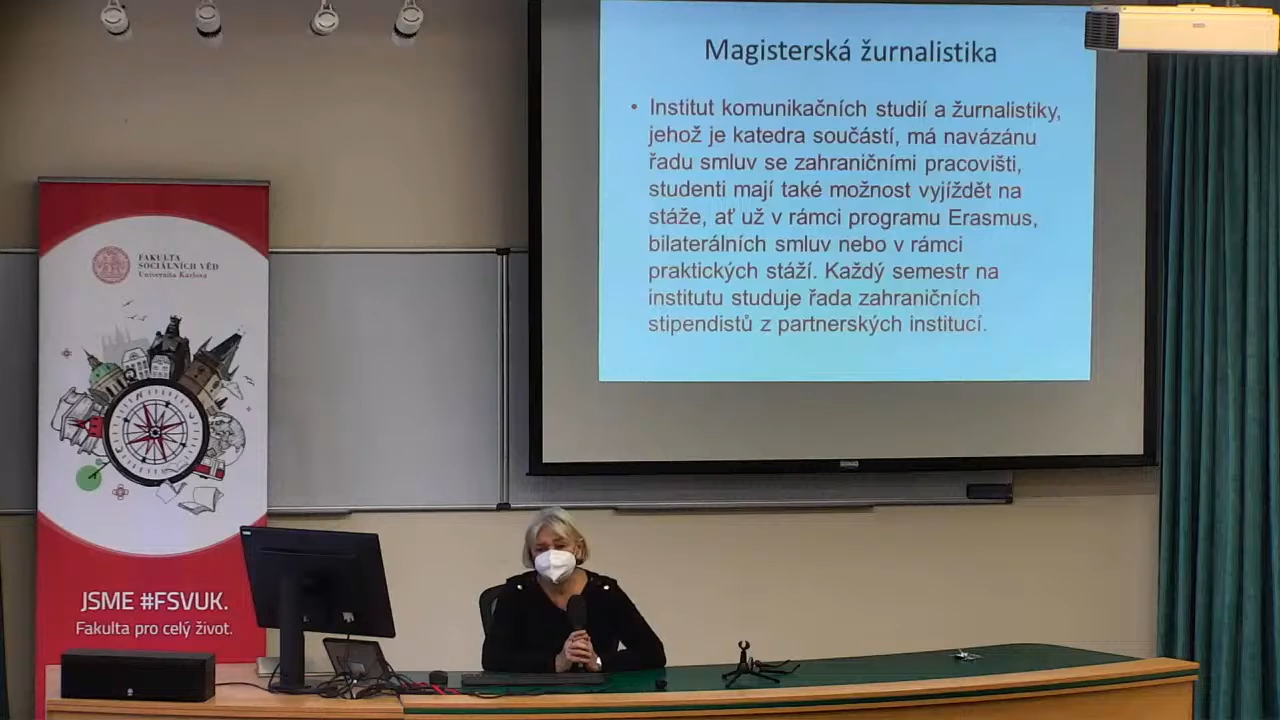 Magisterská žurnalistika
• Institut komunikačních studií a žurnalistiky,
jehož je katedra součástí, má navázánu
řadu smluv se zahraničními pracovišti,
studenti mají také možnost vyjíždět na
stáže, ať už v rámci programu Erasmus,
bilaterálních smluv nebo v rámci
praktických stáží. Každý semestr na
institutu studuje řada zahraničních
stipendistů z partnerských institucí.
FAKULTA
SOCIÁLNÍCH VĚD
Univerzita Karlova
JSME #FSVUK.
Fakulta pro celý život.